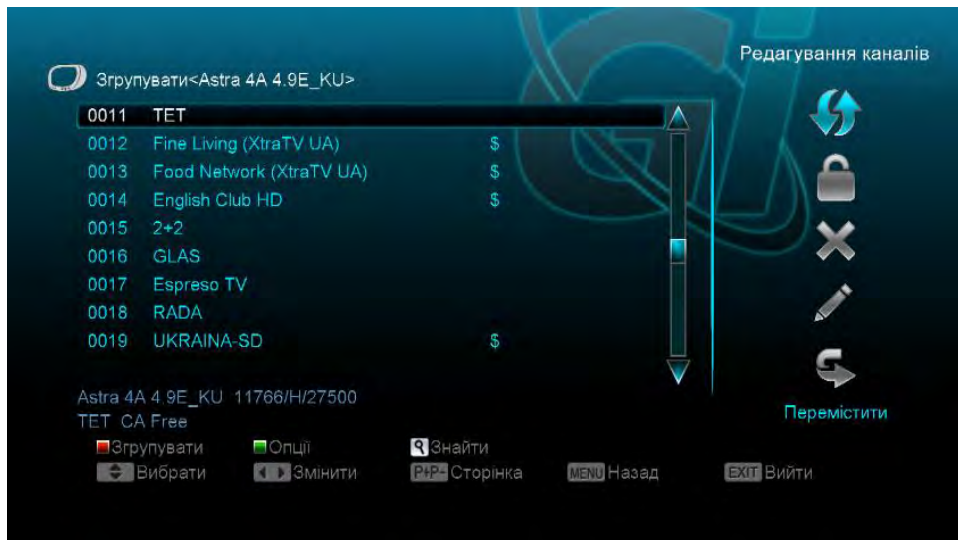 Редагування каналів
Згрупувати<Astra 4A 4.9E_KU>
0011 TET
0012 Fine Living (XtraTV UA) $
0013 Food Network (XtraTV UA) $
0014 English Club HD $
0015 2+2
0016 GLAS
0017 Espreso TV
0018 RADA
0019 UKRAINA-SD $
Astra 4A 4.9E_KU 11766/H/27500
TET CA Free
Перемістити
Згрупувати Опції Знайти
Вибрати Змінити P+P- Сторінка MENU Назад EXIT Вийти